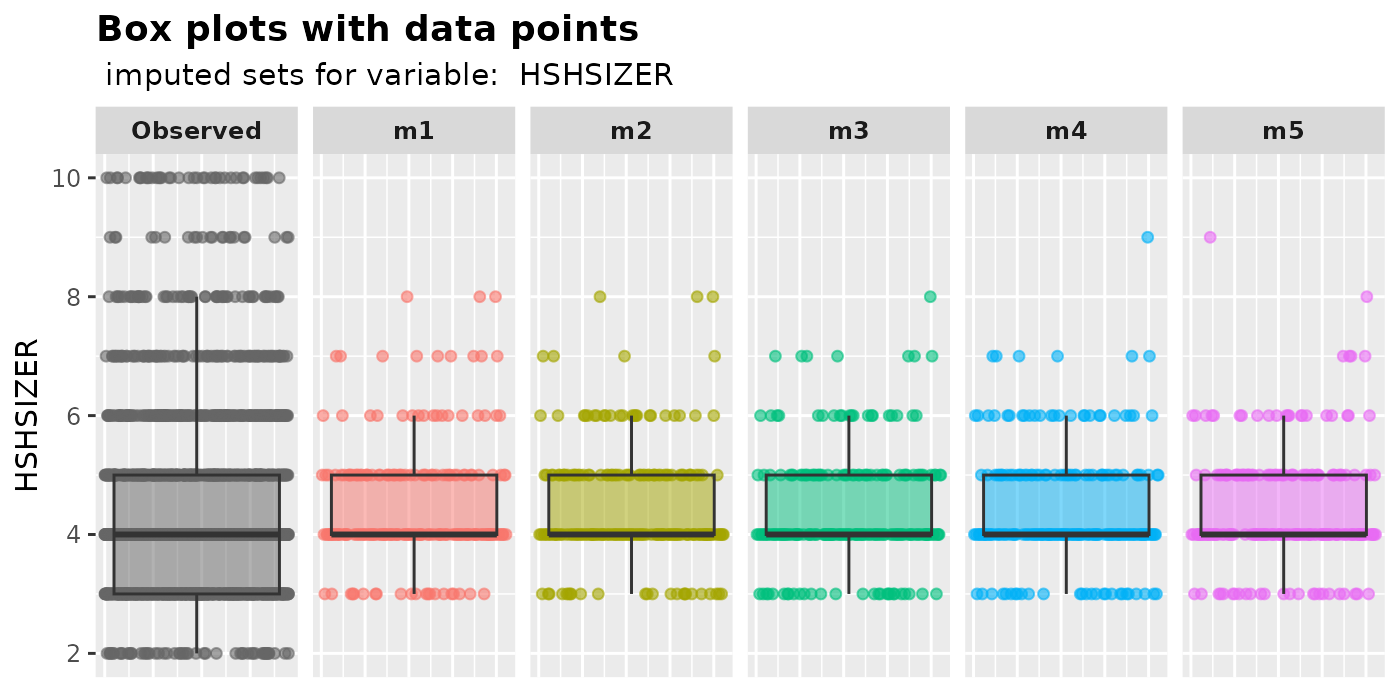 Box plots with data points
imputed sets for variable:  HSHSIZER
Observed m1 m2 m3 m4 m5
HSHSIZER
10
8
6
4
2